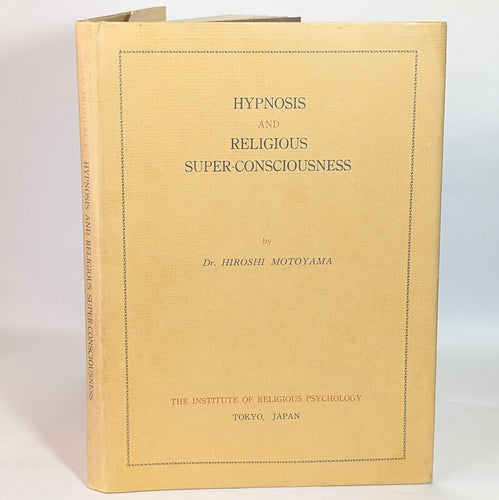 HYPNOSIS
AND
RELIGIOUS
SUPER-CONSCIOUSNESS
by
Dr. HIROSHI MOTOYAMA
THE INSTITUTE OF RELIGIOUS PSYCHOLOGY
TOKYO, JAPAN
HYPNOSIS AND RELIGIOUS SUPER-CONSCIOUSNESS